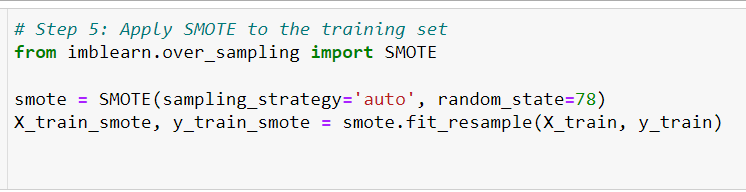 # Step 5: Apply SMOTE to the training set
from imblearn.over_sampling import SMOTE
smote = SMOTE(sampling_strategy='auto', random_state=78)
X_train_smote, y_train_smote = smote.fit_resample(X_train, y_train)